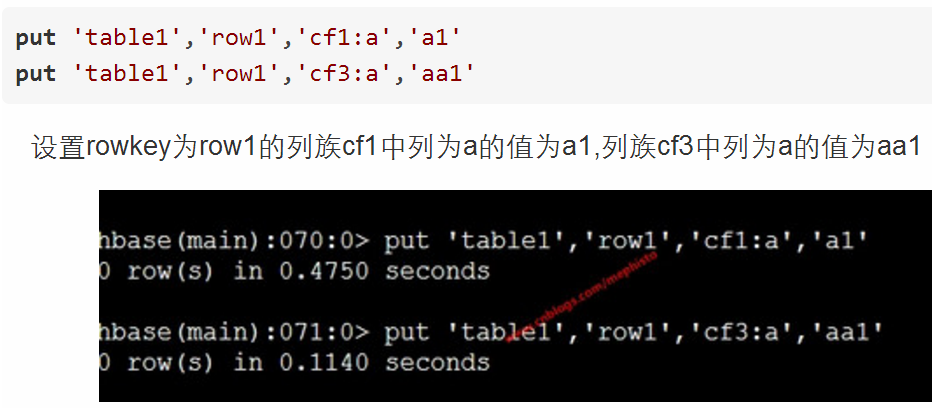 put 'table1','row1','cf1:a','a1'
put 'table1','row1','cf3:a','aa1'
设置rowkey为row1的列族cf1中列为a的值为a1,列族cf3中列为a的值为aa1
hbase(main):070:0> put 'table1','row1','cf1:a','a1'
0 row(s) in 0.4750 seconds
hbase(main):071:0> put 'table1','row1','cf3:a','aa1'
0 row(s) in 0.1140 seconds
cnblogs.com/mephisto